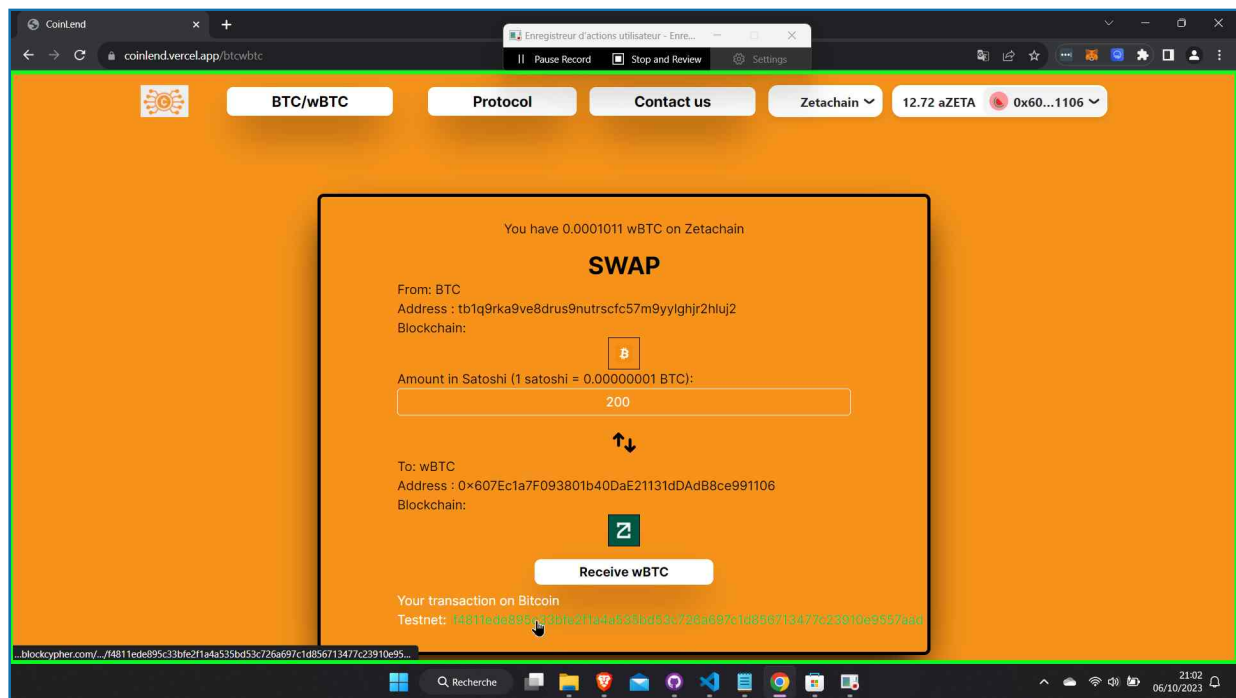 CoinLend
Enregistreur d'actions utilisateur - Enre...
coinlend.vercel.app/btcwbtc
Pause Record
Stop and Review
Settings
BTC/wBTC
Protocol
Contact us
Zetachain
12.72 aZETA
0x60...1106
You have 0.0001011 wBTC on Zetachain
SWAP
From: BTC
Address : tb1q9rka9ve8drus9nutrscfc57m9yylghjr2hluj2
Blockchain:
Amount in Satoshi (1 satoshi = 0.00000001 BTC):
200
To: wBTC
Address : 0x607Ec1a7F093801b40DaE21131dDAdB8ce991106
Blockchain:
Receive wBTC
Your transaction on Bitcoin
Testnet: f4811ede895c33bfe2f1a4a535bd53c726a697c1d856713477c23910e9557aad
...blockcypher.com/.../f4811ede895c33bfe2f1a4a535bd53c726a697c1d856713477c23910e95...
Recherche
21:02
06/10/2023